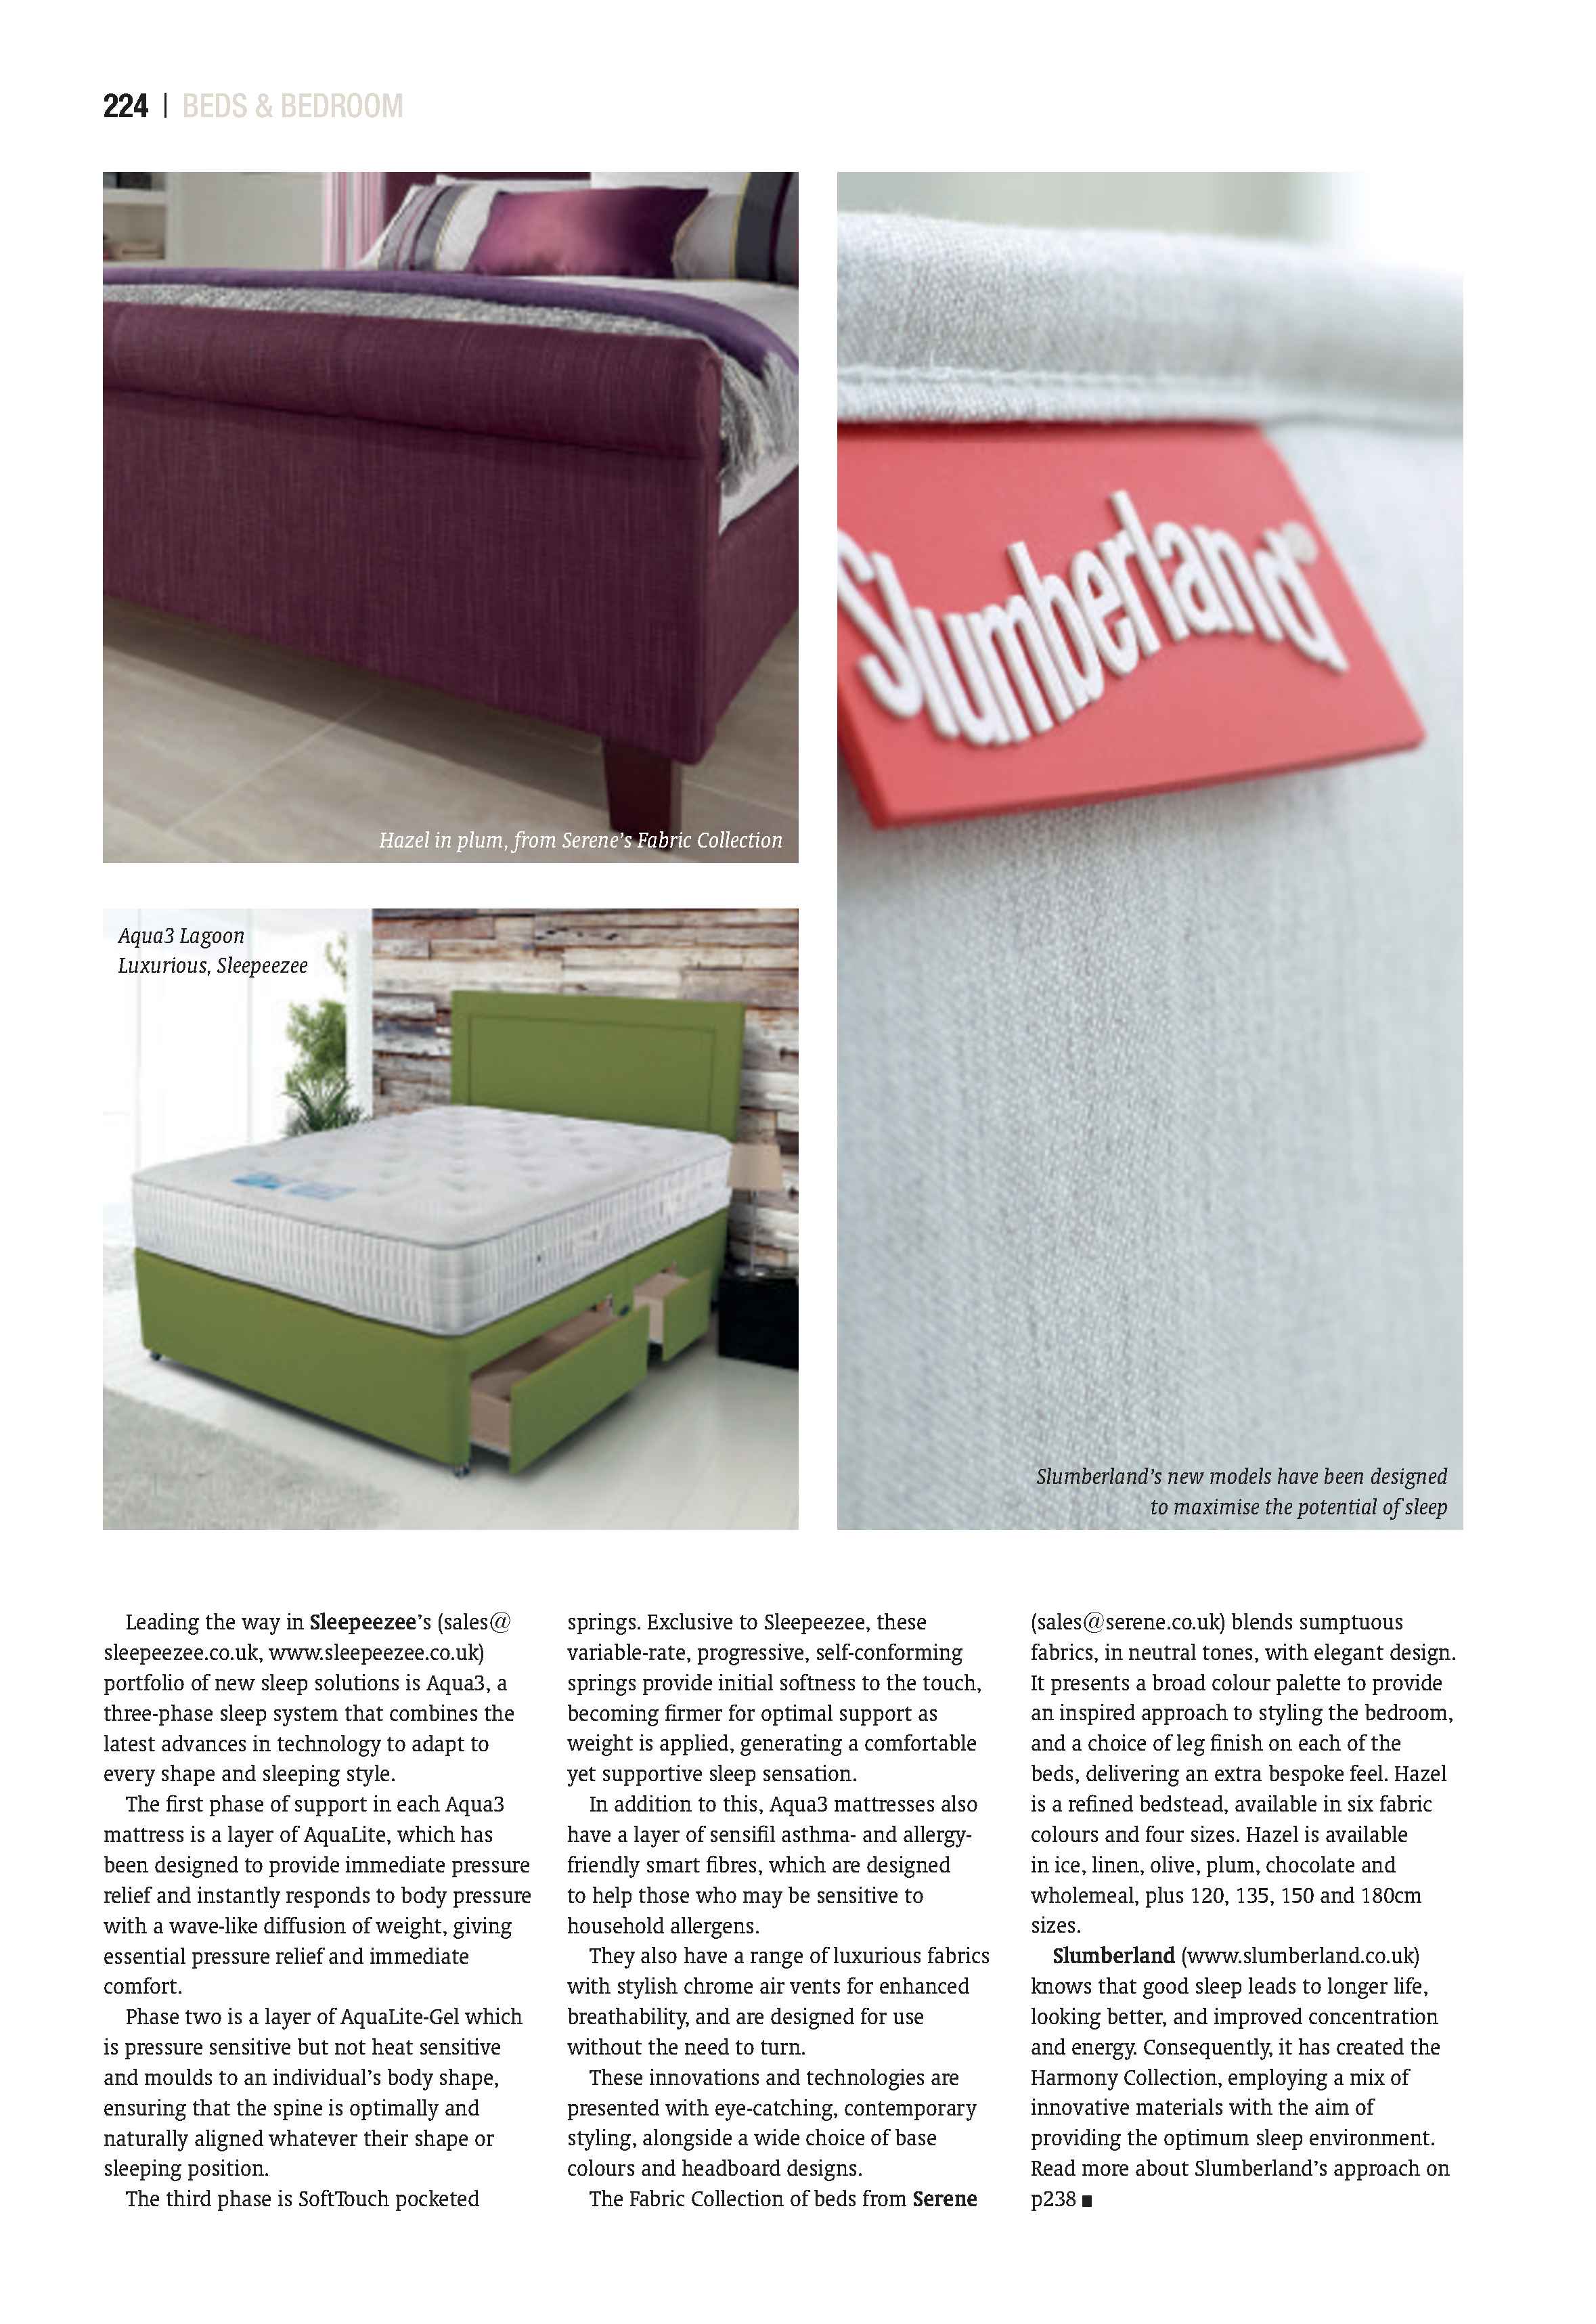 224 | BEDS & BEDROOM
Hazel in plum, from Serene's Fabric Collection
Slumberland®
Aqua3 Lagoon
Luxurious, Sleepeezee
Slumberland's new models have been designed
to maximise the potential of sleep
Leading the way in Sleepeezee's (sales@
sleepeezee.co.uk, www.sleepeezee.co.uk)
portfolio of new sleep solutions is Aqua3, a
three-phase sleep system that combines the
latest advances in technology to adapt to
every shape and sleeping style.
The first phase of support in each Aqua3
mattress is a layer of AquaLite, which has
been designed to provide immediate pressure
relief and instantly responds to body pressure
with a wave-like diffusion of weight, giving
essential pressure relief and immediate
comfort.
Phase two is a layer of AquaLite-Gel which
is pressure sensitive but not heat sensitive
and moulds to an individual's body shape,
ensuring that the spine is optimally and
naturally aligned whatever their shape or
sleeping position.
The third phase is SoftTouch pocketed
springs. Exclusive to Sleepeezee, these
variable-rate, progressive, self-conforming
springs provide initial softness to the touch,
becoming firmer for optimal support as
weight is applied, generating a comfortable
yet supportive sleep sensation.
In addition to this, Aqua3 mattresses also
have a layer of sensifil asthma- and allergy-
friendly smart fibres, which are designed
to help those who may be sensitive to
household allergens.
They also have a range of luxurious fabrics
with stylish chrome air vents for enhanced
breathability, and are designed for use
without the need to turn.
These innovations and technologies are
presented with eye-catching, contemporary
styling, alongside a wide choice of base
colours and headboard designs.
The Fabric Collection of beds from Serene
(sales@serene.co.uk) blends sumptuous
fabrics, in neutral tones, with elegant design.
It presents a broad colour palette to provide
an inspired approach to styling the bedroom,
and a choice of leg finish on each of the
beds, delivering an extra bespoke feel. Hazel
is a refined bedstead, available in six fabric
colours and four sizes. Hazel is available
in ice, linen, olive, plum, chocolate and
wholemeal, plus 120, 135, 150 and 180cm
sizes.
Slumberland (www.slumberland.co.uk)
knows that good sleep leads to longer life,
looking better, and improved concentration
and energy. Consequently, it has created the
Harmony Collection, employing a mix of
innovative materials with the aim of
providing the optimum sleep environment.
Read more about Slumberland's approach on
p238 ■